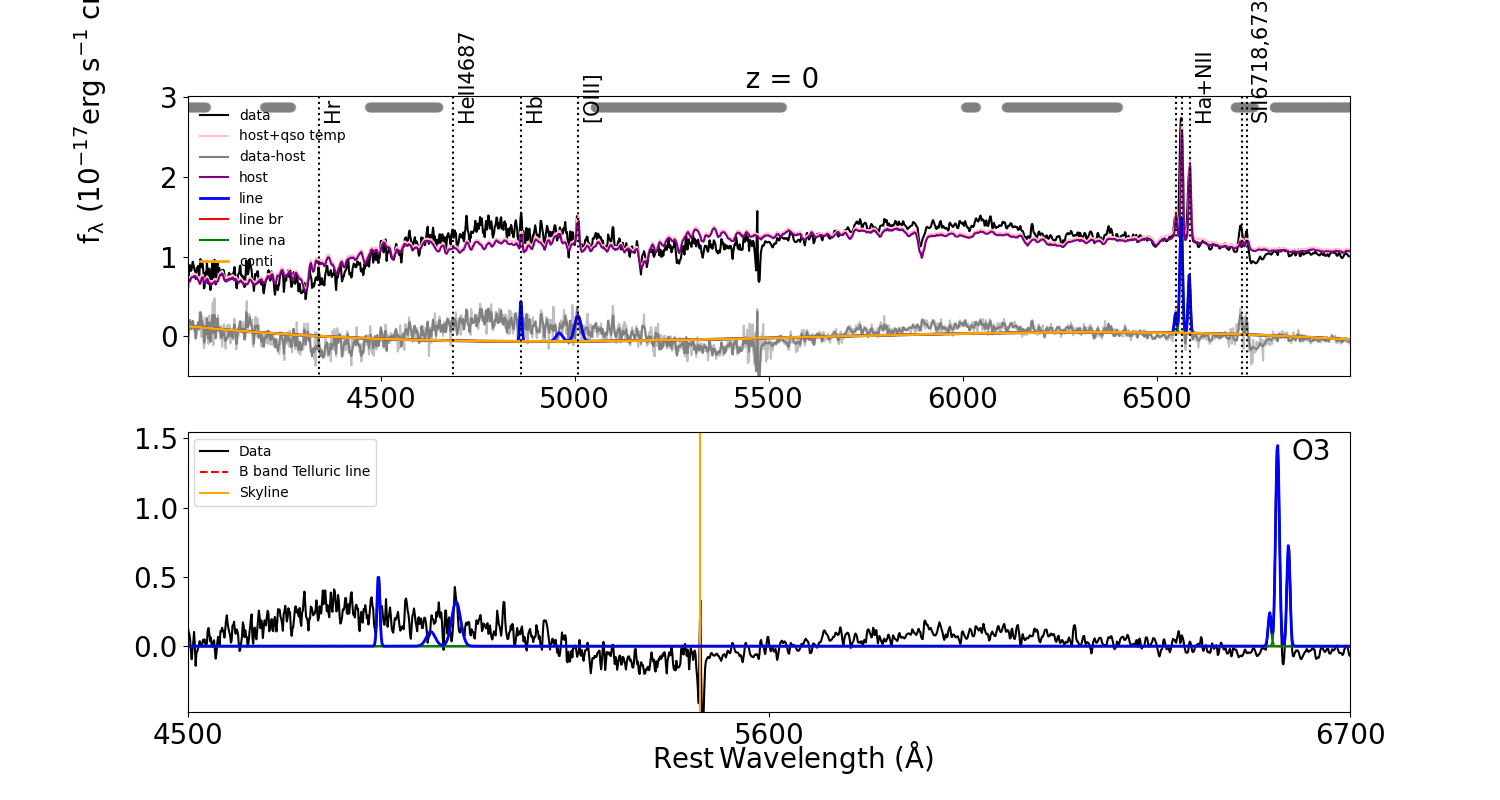 z = 0
f_λ (10^−17 erg s^−1
3
2
1
0
Hr
HeII4687
Hb
[OIII]
Ha+NII
SII6718,673
data
host+qso temp
data-host
host
line
line br
line na
conti
4500 5000 5500 6000 6500
1.5
1.0
0.5
0.0
Data
B band Telluric line
Skyline
O3
4500 5600 6700
Rest Wavelength (Å)